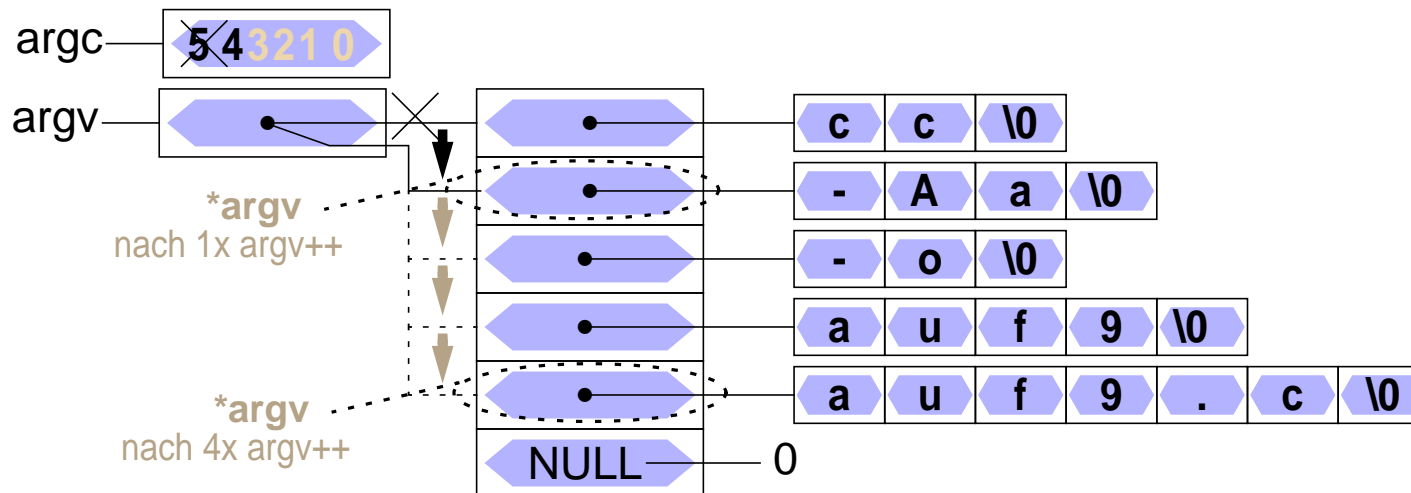 argc 5 4 3 2 1 0
argv c c \0
- A a \0
*argv
nach 1x argv++
- o \0
a u f 9 \0
a u f 9 . c \0
*argv
nach 4x argv++
NULL 0